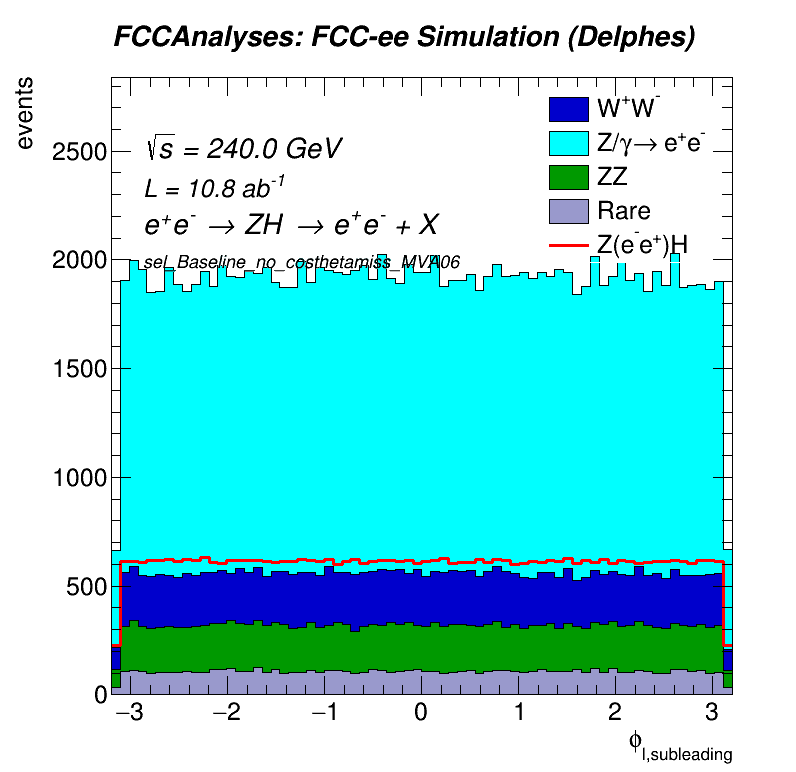 FCCAnalyses: FCC-ee Simulation (Delphes)
events
√s = 240.0 GeV
L = 10.8 ab⁻¹
e⁺e⁻ → ZH → e⁺e⁻ + X
sel_Baseline_no_costhetamiss_MVA06
W⁺W⁻
Z/γ→ e⁺e⁻
ZZ
Rare
Z(e⁻e⁺)H
2500
2000
1500
1000
500
0
−3 −2 −1 0 1 2 3
ϕl,subleading